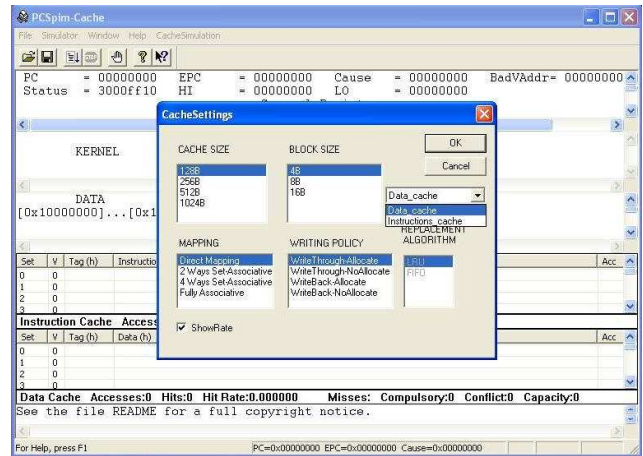 PCSpim-Cache
File Simulator Window Help CacheSimulation
PC = 00000000 EPC = 00000000 Cause = 00000000 BadVAddr= 00000000
Status = 3000ff10 HI = 00000000 LO = 00000000
CacheSettings
KERNEL
DATA
[0x10000000]...[0x1
CACHE SIZE
128B
256B
512B
1024B
BLOCK SIZE
4B
8B
16B
OK
Cancel
Data_cache
Data_cache
Instructions_cache
MAPPING
Direct Mapping
2 Ways Set-Associative
4 Ways Set-Associative
Fully Associative
WRITING POLICY
WriteThrough-Allocate
WriteThrough-NoAllocate
WriteBack-Allocate
WriteBack-NoAllocate
REPLACEMENT
ALGORITHM
LRU
FIFO
ShowRate
Set V Tag (h) Instructio Acc
0 0
1 0
2 0
3 0
Instruction Cache Access
Set V Tag (h) Data (h) Acc
0 0
1 0
2 0
3 0
Data Cache Accesses:0 Hits:0 Hit Rate:0.000000 Misses: Compulsory:0 Conflict:0 Capacity:0
See the file README for a full copyright notice.
For Help, press F1 PC=0x00000000 EPC=0x00000000 Cause=0x00000000